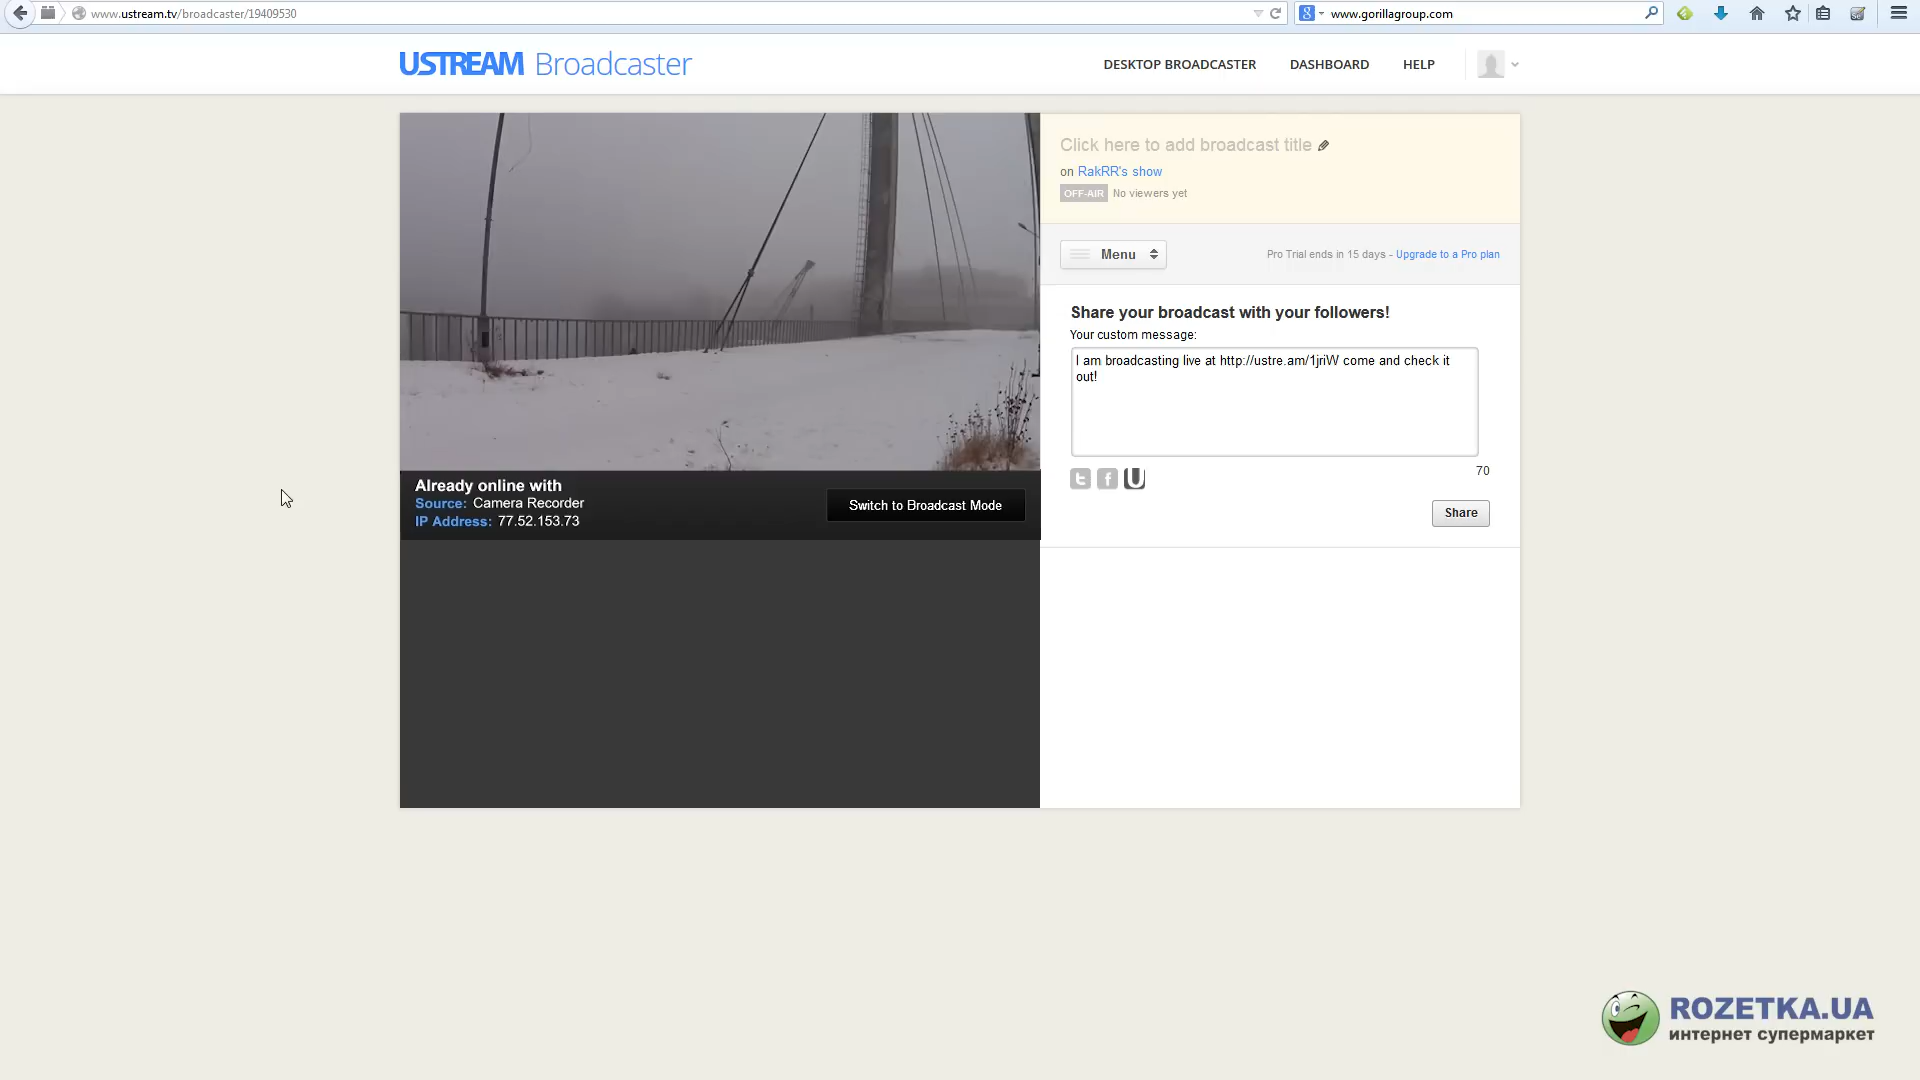 www.ustream.tv/broadcaster/19409530
www.gorillagroup.com
USTREAM Broadcaster
DESKTOP BROADCASTER
DASHBOARD
HELP
Click here to add broadcast title
on RakRR's show
OFF-AIR No viewers yet
Menu
Pro Trial ends in 15 days - Upgrade to a Pro plan
Share your broadcast with your followers!
Your custom message:
I am broadcasting live at http://ustre.am/1jriW come and check it
out!
70
Share
Already online with
Source: Camera Recorder
IP Address: 77.52.153.73
Switch to Broadcast Mode
ROZETKA.UA
интернет супермаркет